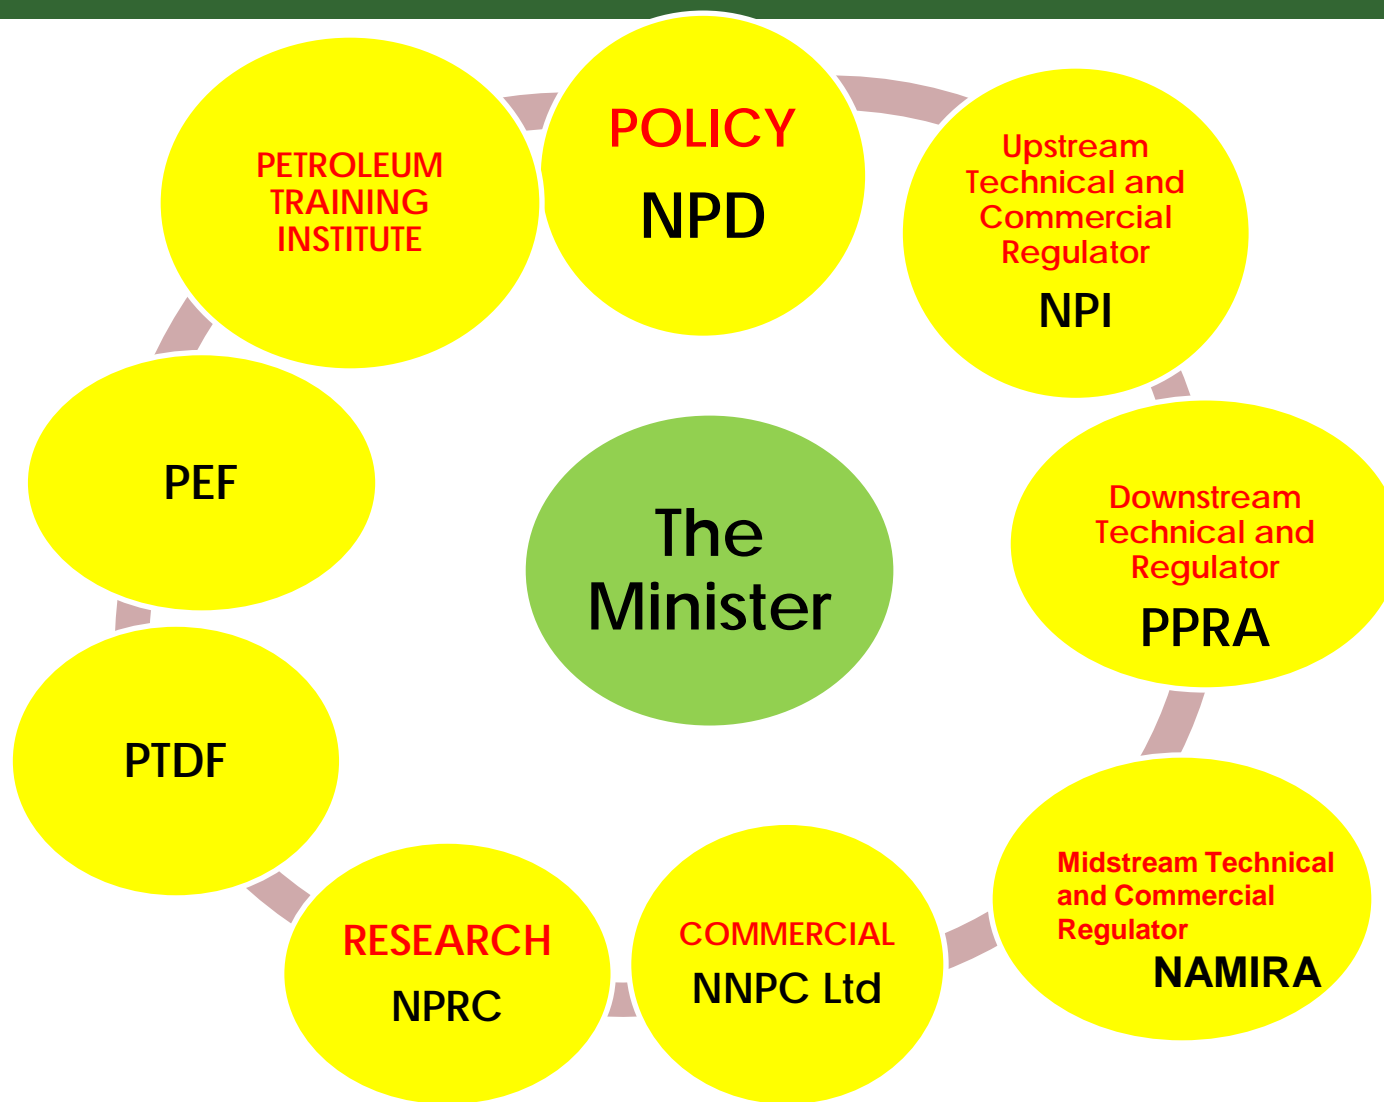 POLICY
NPD
Upstream
Technical and
Commercial
Regulator
NPI
Downstream
Technical and
Regulator
PPRA
Midstream Technical
and Commercial
Regulator
NAMIRA
COMMERCIAL
NNPC Ltd
RESEARCH
NPRC
PTDF
PEF
PETROLEUM
TRAINING
INSTITUTE
The
Minister